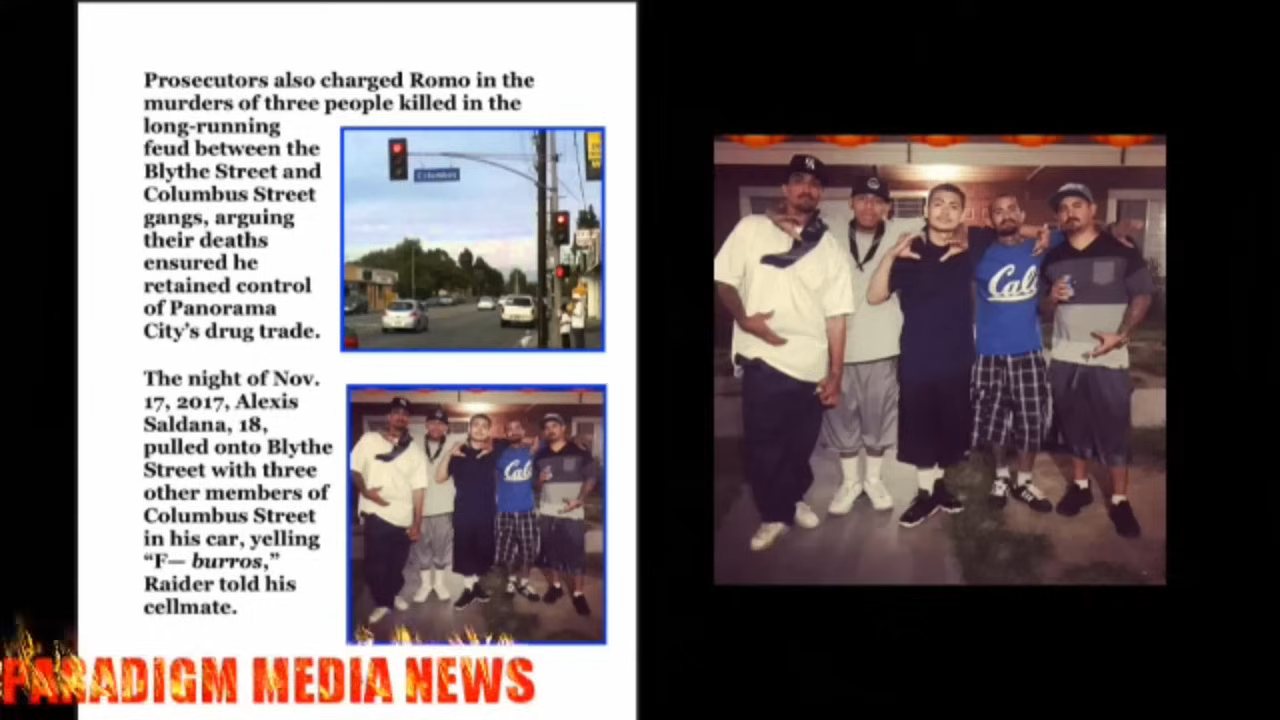 Prosecutors also charged Romo in the
murders of three people killed in the
long-running
feud between the
Blythe Street and
Columbus Street
gangs, arguing
their deaths
ensured he
retained control
of Panorama
City's drug trade.
Columbus
The night of Nov.
17, 2017, Alexis
Saldana, 18,
pulled onto Blythe
Street with three
other members of
Columbus Street
in his car, yelling
“F— burros,”
Raider told his
cellmate.
Cal
PARADIGM MEDIA NEWS
Cal